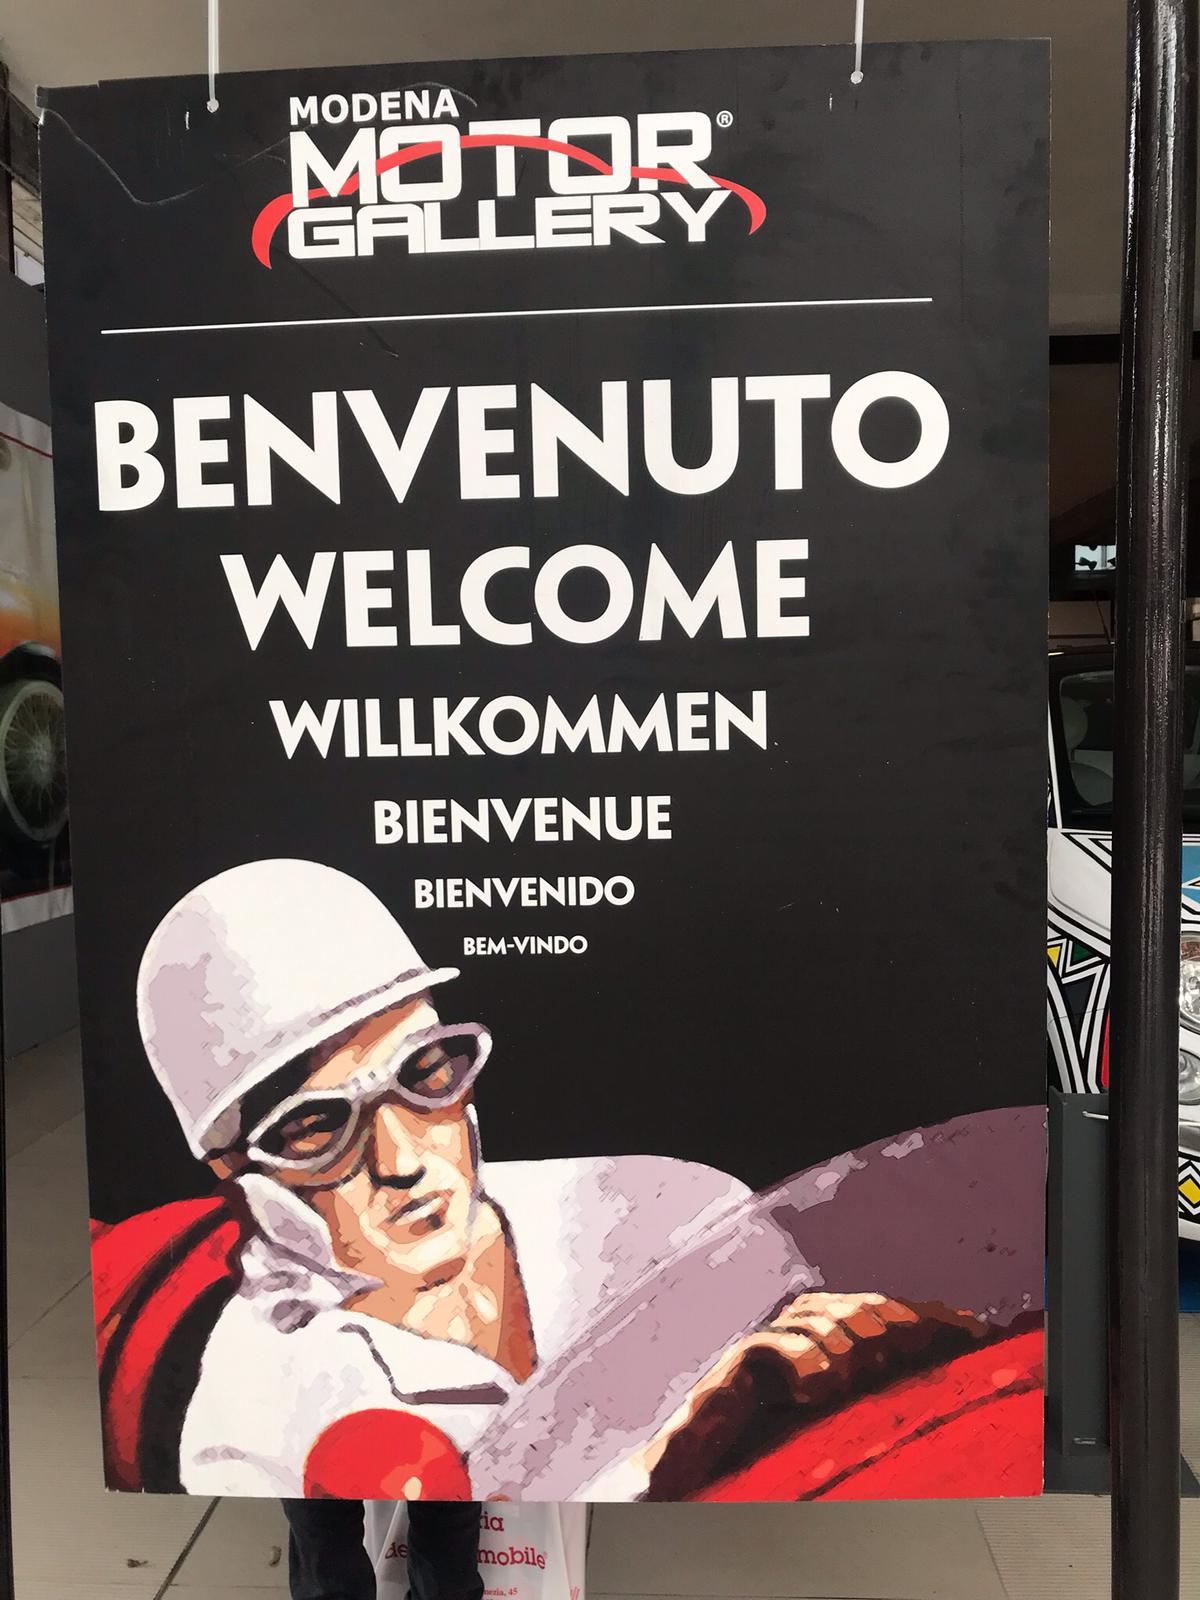 MODENA
MOTOR®
GALLERY
BENVENUTO
WELCOME
WILLKOMMEN
BIENVENUE
BIENVENIDO
BEM-VINDO